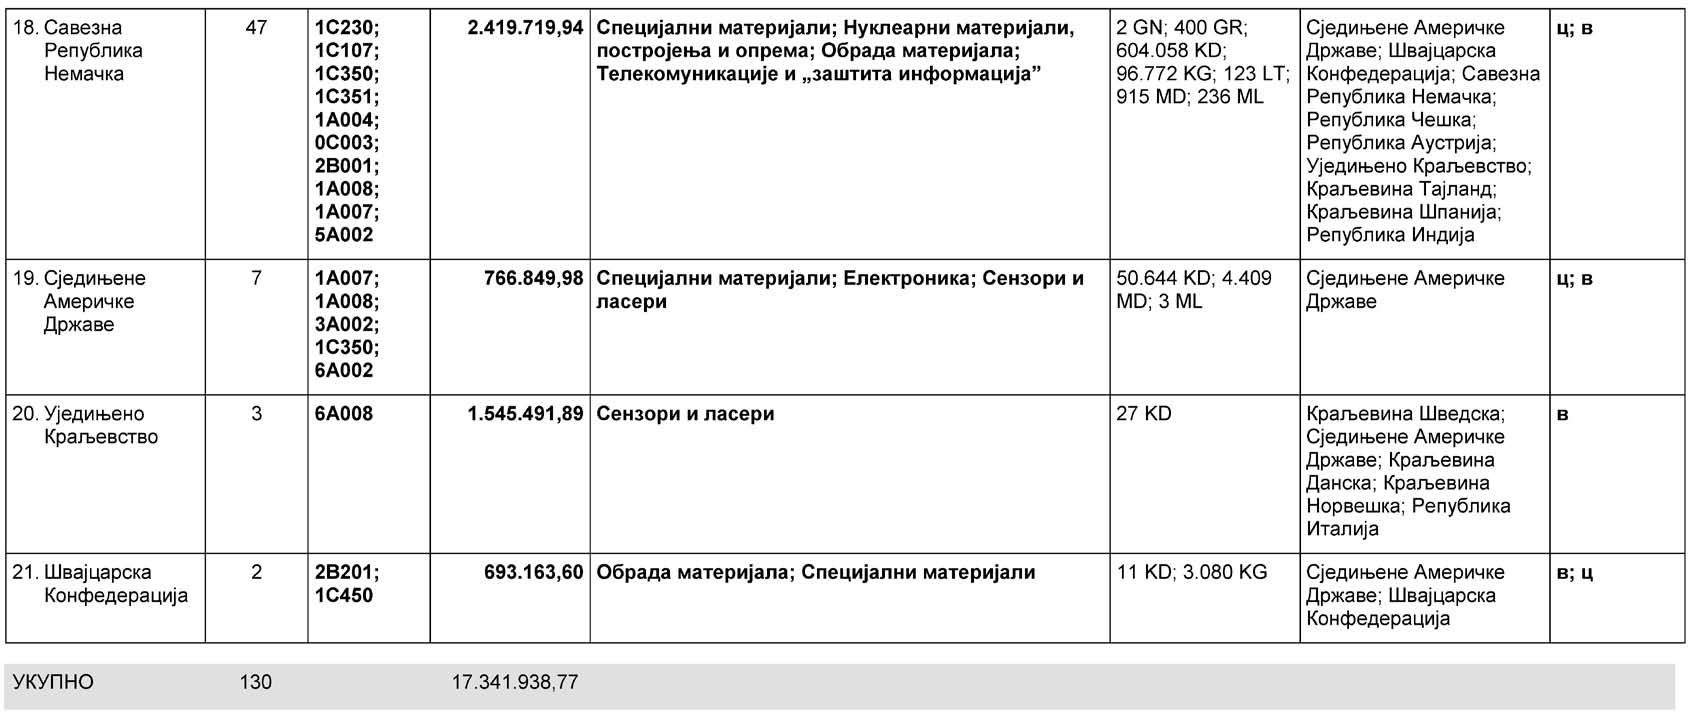 18. Савезна Република Немачка
47
1C230;
1C107;
1C350;
1C351;
1A004;
0C003;
2B001;
1A008;
1A007;
5A002
2.419.719,94
Специјални материјали; Нуклеарни материјали,
постројења и опрема; Обрада материјала;
Телекомуникације и „заштита информација”
2 GN; 400 GR;
604.058 KD;
96.772 KG; 123 LT;
915 MD; 236 ML
Сједињене Америчке
Државе; Швајцарска
Конфедерација; Савезна
Република Немачка;
Република Чешка;
Република Аустрија;
Уједињено Краљевство;
Краљевина Тајланд;
Краљевина Шпанија;
Република Индија
ц; в
19. Сједињене
Америчке
Државе
7
1A007;
1A008;
3A002;
1C350;
6A002
766.849,98
Специјални материјали; Електроника; Сензори и
ласери
50.644 KD; 4.409
MD; 3 ML
Сједињене Америчке
Државе
ц; в
20. Уједињено
Краљевство
3
6A008
1.545.491,89
Сензори и ласери
27 KD
Краљевина Шведска;
Сједињене Америчке
Државе; Краљевина
Данска; Краљевина
Норвешка; Република
Италија
в
21. Швајцарска
Конфедерација
2
2B201;
1C450
693.163,60
Обрада материјала; Специјални материјали
11 KD; 3.080 KG
Сједињене Америчке
Државе; Швајцарска
Конфедерација
в; ц
УКУПНО 130 17.341.938,77